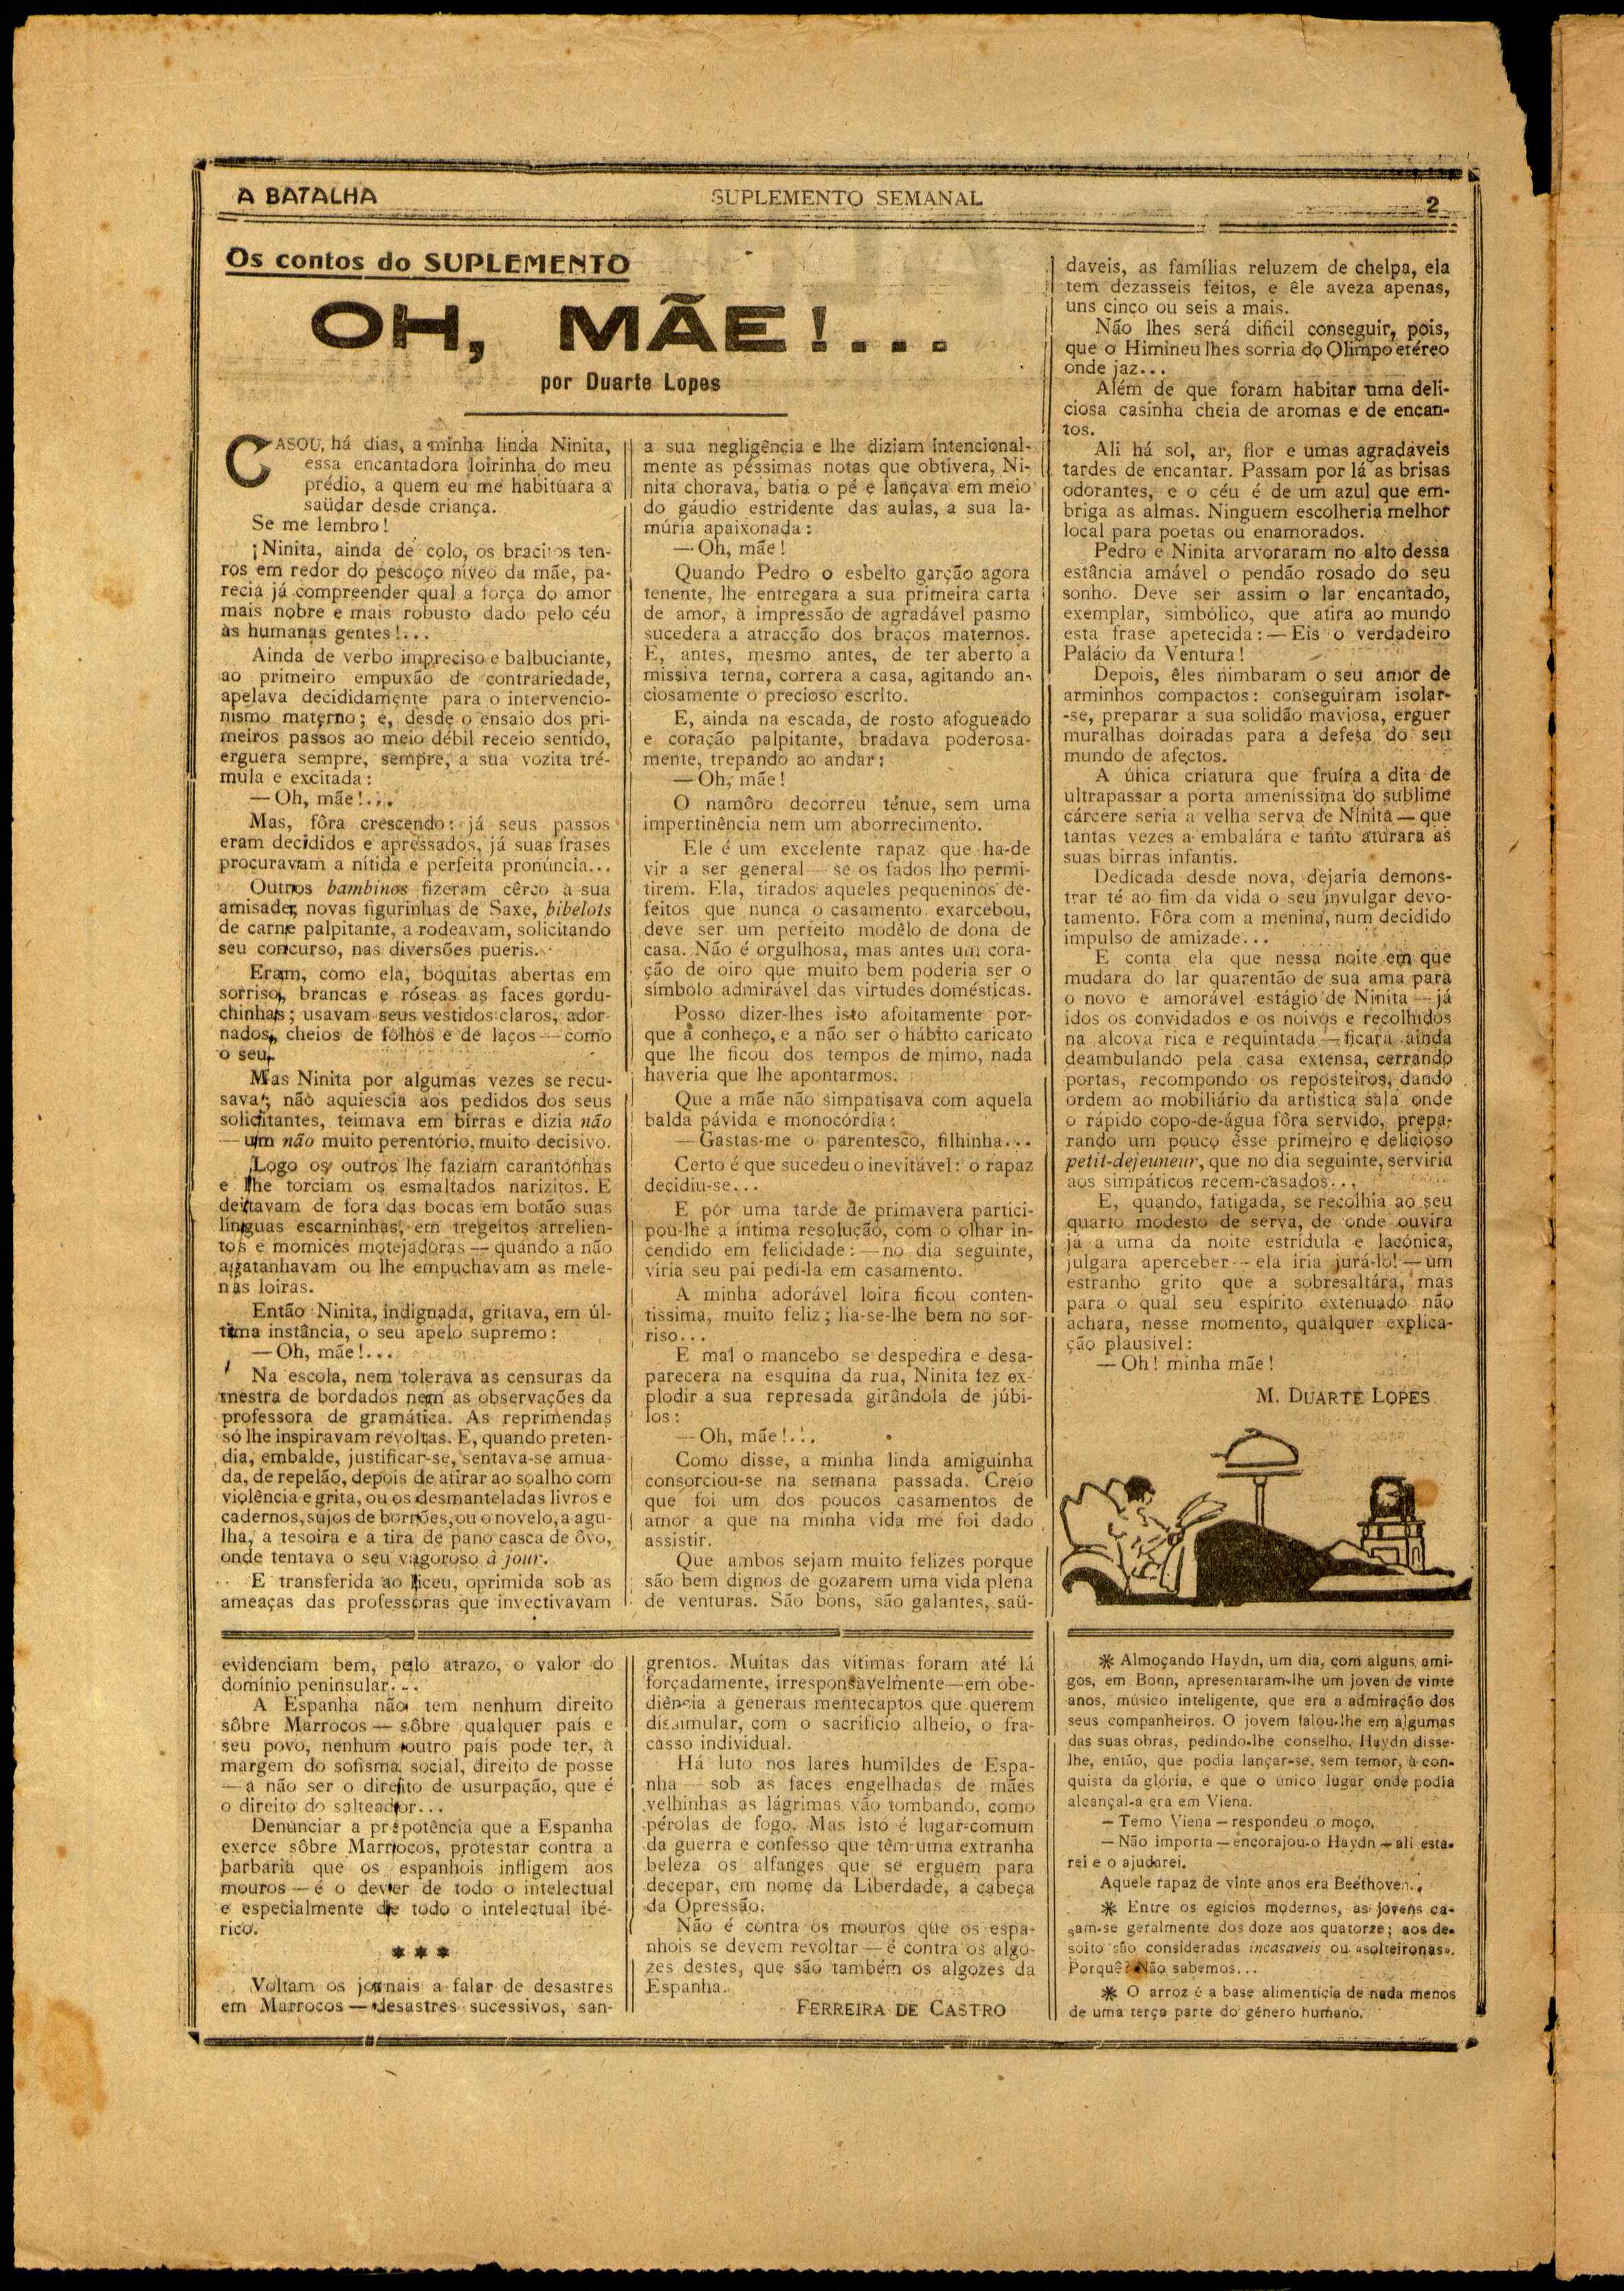 A BATALHA
SUPLEMENTO SEMANAL
2
Os contos do SUPLEMENTO
OH, MÃE!...
por Duarte Lopes
CASOU, há dias, a minha linda Ninita,
essa encantadora loirinha do meu
prédio, a quem eu me habituara a
saüdar desde criança.
Se me lembro!
¡Ninita, ainda de colo, os bracitos ten-
ros em redor do pescoço níveo da mãe, pa-
recia já compreender qual a força do amor
mais nobre e mais robusto dado pelo céu
às humanas gentes!...
Ainda de verbo impreciso e balbuciante,
ao primeiro empuxão de contrariedade,
apelava decididamente para o intervencio-
nismo materno; e, desde o ensaio dos pri-
meiros passos ao meio débil receio sentido,
erguera sempre, sempre, a sua vozita tré-
mula e excitada:
— Oh, mãe!...
Mas, fôra crescendo: já seus passos
eram decididos e apressados, já suas frases
procuravam a nítida e perfeita pronúncia...
Outros bambinos fizeram cêrco à sua
amisade; novas figurinhas de Saxe, bibelots
de carne palpitante, a rodeavam, solicitando
seu concurso, nas diversões pueris.
Eram, como ela, boquitas abertas em
sorriso, brancas e róseas as faces gordu-
chinhas; usavam seus vestidos claros, ador-
nados, cheios de folhos e de laços — como
o seu.
Mas Ninita por algumas vezes se recu-
sava; não aquiescia aos pedidos dos seus
solicitantes, teimava em birras e dizia não
— um não muito perentório, muito decisivo.
Logo os outros lhe faziam carantonhas
e lhe torciam os esmaltados narizitos. E
deitavam de fora das bocas em botão suas
línguas escarninhas, em tregeitos arrelien-
tos e momices motejadoras — quando a não
agatanhavam ou lhe empuchavam as mele-
nas loiras.
Então Ninita, indignada, gritava, em úl-
tima instância, o seu apelo supremo:
— Oh, mãe!...
Na escola, nem tolerava as censuras da
mestra de bordados nem as observações da
professora de gramática. As reprimendas
só lhe inspiravam revoltas. E, quando preten-
dia, embalde, justificar-se, sentava-se amua-
da, de repelão, depois de atirar ao soalho com
violência e grita, ou os desmanteladas livros e
cadernos, sujos de borrões, ou o novelo, a agu-
lha, a tesoira e a tira de pano casca de ôvo,
onde tentava o seu vagoroso à jour.
E transferida ao liceu, oprimida sob as
ameaças das professoras que invectivavam
a sua negligência e lhe diziam intencional-
mente as péssimas notas que obtivera, Ni-
nita chorava, batia o pé e lançava em meio
do gáudio estridente das aulas, a sua la-
múria apaixonada:
— Oh, mãe!
Quando Pedro o esbelto garção agora
tenente, lhe entregara a sua primeira carta
de amor, à impressão de agradável pasmo
sucedera a atracção dos braços maternos.
E, antes, mesmo antes, de ter aberto a
missiva terna, correra a casa, agitando an-
ciosamente o precioso escrito.
E, ainda na escada, de rosto afogueado
e coração palpitante, bradava poderosa-
mente, trepando ao andar:
— Oh, mãe!
O namôro decorreu ténue, sem uma
impertinência nem um aborrecimento.
Ele é um excelente rapaz que ha-de
vir a ser general — se os fados lho permi-
tirem. Ela, tirados aqueles pequeninos de-
feitos que nunca o casamento exarcebou,
deve ser um perfeito modêlo de dona de
casa. Não é orgulhosa, mas antes um cora-
ção de oiro que muito bem poderia ser o
símbolo admirável das virtudes domésticas.
Posso dizer-lhes isto afoitamente por-
que a conheço, e a não ser o hábito caricato
que lhe ficou dos tempos de mimo, nada
haveria que lhe apontarmos.
Que a mãe não simpatisava com aquela
balda pávida e monocórdia:
— Gastas-me o parentesco, filhinha...
Certo é que sucedeu o inevitável: o rapaz
decidiu-se...
E por uma tarde de primavera partici-
pou-lhe a íntima resolução, com o olhar in-
cendido em felicidade: — no dia seguinte,
viria seu pai pedi-la em casamento.
A minha adorável loira ficou conten-
tíssima, muito feliz; lia-se-lhe bem no sor-
riso...
E mal o mancebo se despedira e desa-
parecera na esquina da rua, Ninita fez ex-
plodir a sua represada girândola de júbi-
los:
— Oh, mãe!...
Como disse, a minha linda amiguinha
consorciou-se na semana passada. Creio
que foi um dos poucos casamentos de
amor a que na minha vida me foi dado
assistir.
Que ambos sejam muito felizes porque
são bem dignos de gozarem uma vida plena
de venturas. São bons, são galantes, saü-
daveis, as famílias reluzem de chelpa, ela
tem dezasseis feitos, e êle aveza apenas,
uns cinco ou seis a mais.
Não lhes será difícil conseguir, pois,
que o Himineu lhes sorria do Olimpo etéreo
onde jaz...
Além de que foram habitar uma deli-
ciosa casinha cheia de aromas e de encan-
tos.
Ali há sol, ar, flor e umas agradáveis
tardes de encantar. Passam por lá as brisas
odorantes, e o céu é de um azul que em-
briga as almas. Ninguem escolheria melhor
local para poetas ou enamorados.
Pedro e Ninita arvoraram no alto dessa
estância amável o pendão rosado do seu
sonho. Deve ser assim o lar encantado,
exemplar, simbólico, que atira ao mundo
esta frase apetecida: — Eis o verdadeiro
Palácio da Ventura!
Depois, êles nimbaram o seu amor de
arminhos compactos: conseguiram isolar-
-se, preparar a sua solidão maviosa, erguer
muralhas doiradas para a defesa do seu
mundo de afectos.
A única criatura que fruíra a dita de
ultrapassar a porta ameníssima do sublime
cárcere seria a velha serva de Ninita — que
tantas vezes a embalára e tanto aturara as
suas birras infantis.
Dedicada desde nova, dejaria demons-
trar té ao fim da vida o seu invulgar devo-
tamento. Fôra com a menina, num decidido
impulso de amizade...
E conta ela que nessa noite em que
mudara do lar quarentão de sua ama para
o novo e amorável estágio de Ninita — já
idos os convidados e os noivos e recolhidos
na alcova rica e requintada — ficara ainda
deambulando pela casa extensa, cerrando
portas, recompondo os reposteiros, dando
ordem ao mobiliário da artística sala onde
o rápido copo-de-água fôra servido, prepa-
rando um pouco êsse primeiro e delicioso
petit-dejeuneur, que no dia seguinte, serviria
aos simpáticos recem-casados...
E, quando, fatigada, se recolhia ao seu
quarto modesto de serva, de onde ouvira
já a uma da noite estrídula e lacónica,
julgara aperceber — ela iria jurá-lo! — um
estranho grito que a sobresaltára, mas
para o qual seu espírito extenuado não
achara, nesse momento, qualquer explica-
ção plausível:
— Oh! minha mãe!
M. DUARTE LOPES
evidenciam bem, pelo atrazo, o valor do
domínio peninsular...
A Espanha não tem nenhum direito
sôbre Marrocos — sôbre qualquer país e
seu povo, nenhum outro país pode ter, à
margem do sofisma social, direito de posse
— a não ser o direito de usurpação, que é
o direito do salteador...
Denunciar a prepotência que a Espanha
exerce sôbre Marrocos, protestar contra a
barbaria que os espanhois infligem aos
mouros — é o dever de todo o intelectual
e especialmente de todo o intelectual ibé-
rico.
***
Voltam os jornais a falar de desastres
em Marrocos — desastres sucessivos, san-
grentos. Muitas das vítimas foram até lá
forçadamente, irresponsavelmente — em obe-
diência a generais mentecaptos que querem
dissimular, com o sacrifício alheio, o fra-
casso individual.
Há luto nos lares humildes de Espa-
nha — sob as faces engelhadas de mães
velhinhas as lágrimas vão tombando, como
pérolas de fogo. Mas isto é lugar-comum
da guerra e confesso que têm uma extranha
beleza os alfanges que se erguem para
decepar, em nome da Liberdade, a cabeça
da Opressão.
Não é contra os mouros que os espa-
nhois se devem revoltar — é contra os algo-
zes destes, que são também os algozes da
Espanha.
FERREIRA DE CASTRO
* Almoçando Haydn, um dia, com alguns ami-
gos, em Bonn, apresentaram-lhe um joven de vinte
anos, músico inteligente, que era a admiração dos
seus companheiros. O jovem falou-lhe em algumas
das suas obras, pedindo-lhe conselho. Haydn disse-
lhe, então, que podia lançar-se, sem temor, à con-
quista da glória, e que o único lugar onde podia
alcançal-a era em Viena.
— Temo Viena — respondeu o moço.
— Não importa — encorajou-o Haydn — ali esta-
rei e o ajudarei.
Aquele rapaz de vinte anos era Beethoven...
* Entre os egícios modernos, as jovens ca-
sam-se geralmente dos doze aos quatorze; aos de-
soito são consideradas incasaveis ou «solteironas».
Porquê? Não sabemos...
* O arroz é a base alimentícia de nada menos
de uma terça parte do género humano.